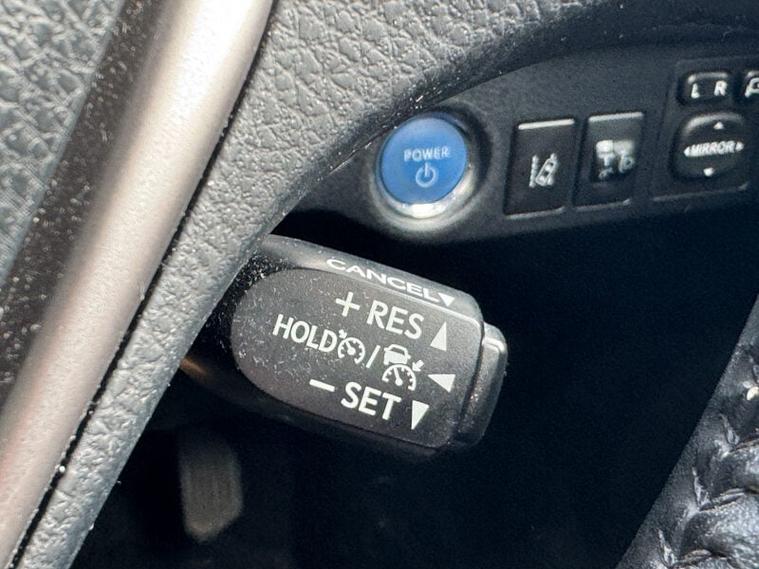 L R
POWER
MIRROR
CANCEL
+ RES
HOLD /
− SET